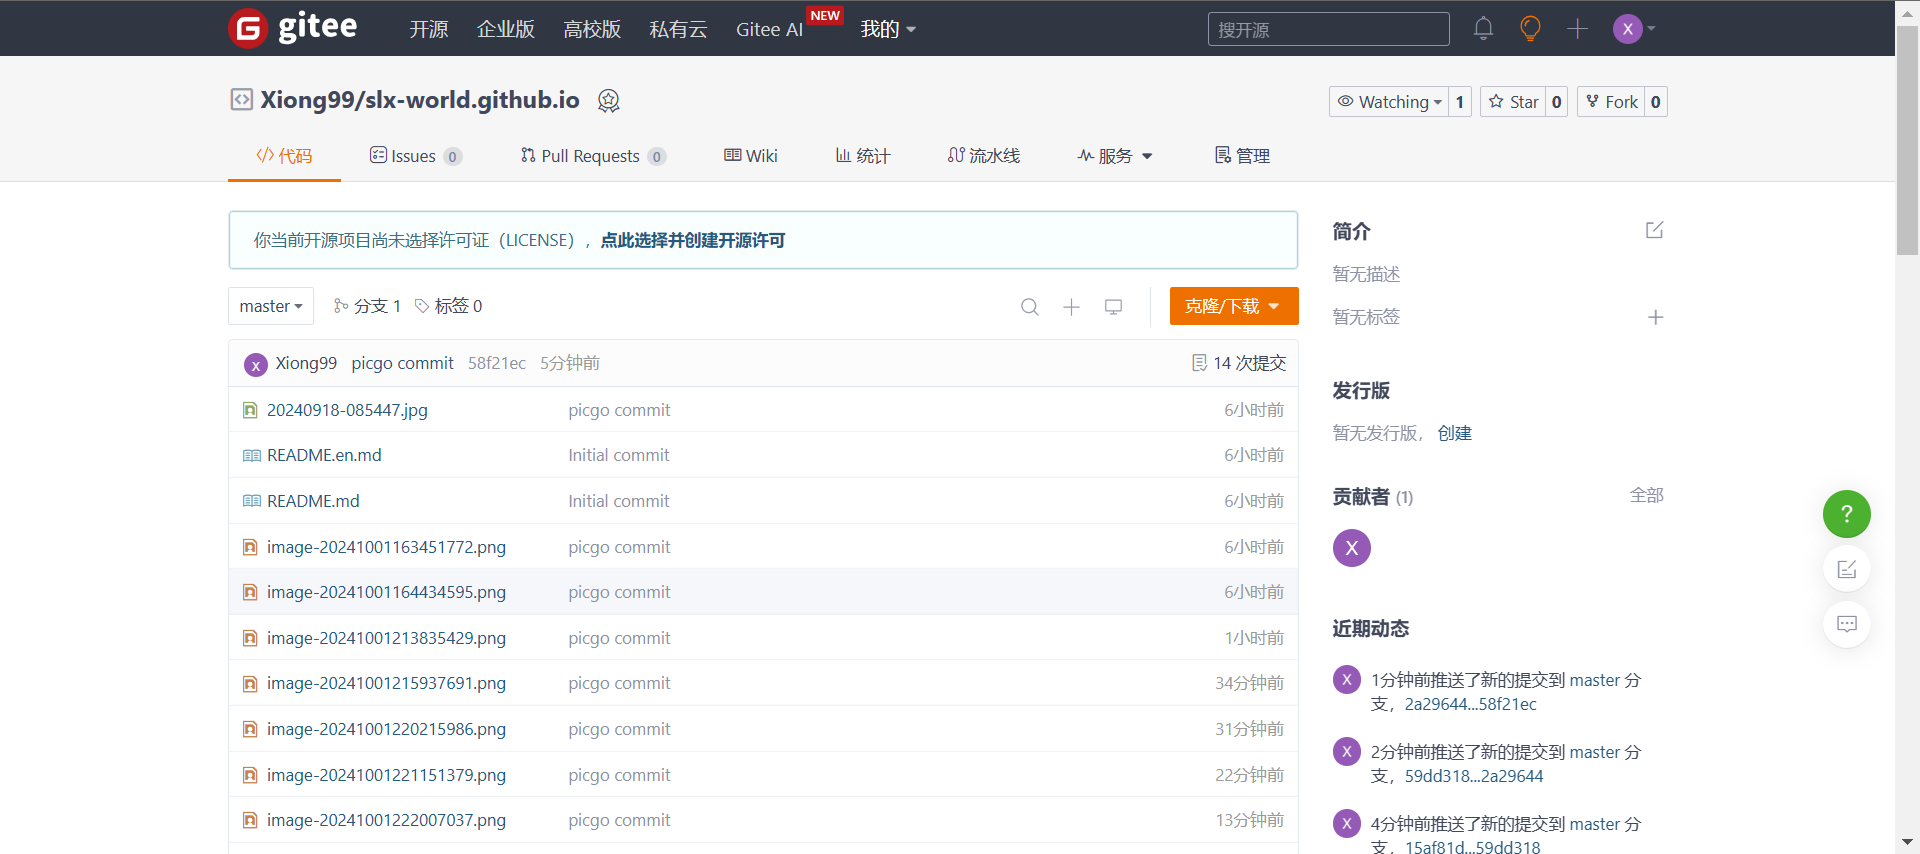 gitee 开源 企业版 高校版 私有云 Gitee AI NEW 我的 搜开源 X
Xiong99/slx-world.github.io Watching 1 Star 0 Fork 0
代码 Issues 0 Pull Requests 0 Wiki 统计 流水线 服务 管理
你当前开源项目尚未选择许可证（LICENSE），点此选择并创建开源许可
master 分支 1 标签 0 克隆/下载
X Xiong99 picgo commit 58f21ec 5分钟前 14 次提交
20240918-085447.jpg picgo commit 6小时前
README.en.md Initial commit 6小时前
README.md Initial commit 6小时前
image-20241001163451772.png picgo commit 6小时前
image-20241001164434595.png picgo commit 6小时前
image-20241001213835429.png picgo commit 1小时前
image-20241001215937691.png picgo commit 34分钟前
image-20241001220215986.png picgo commit 31分钟前
image-20241001221151379.png picgo commit 22分钟前
image-20241001222007037.png picgo commit 13分钟前
简介
暂无描述
暂无标签
发行版
暂无发行版，创建
贡献者 (1) 全部
X
近期动态
X 1分钟前推送了新的提交到 master 分
支，2a29644...58f21ec
X 2分钟前推送了新的提交到 master 分
支，59dd318...2a29644
X 4分钟前推送了新的提交到 master 分
支，15af81d...59dd318
?